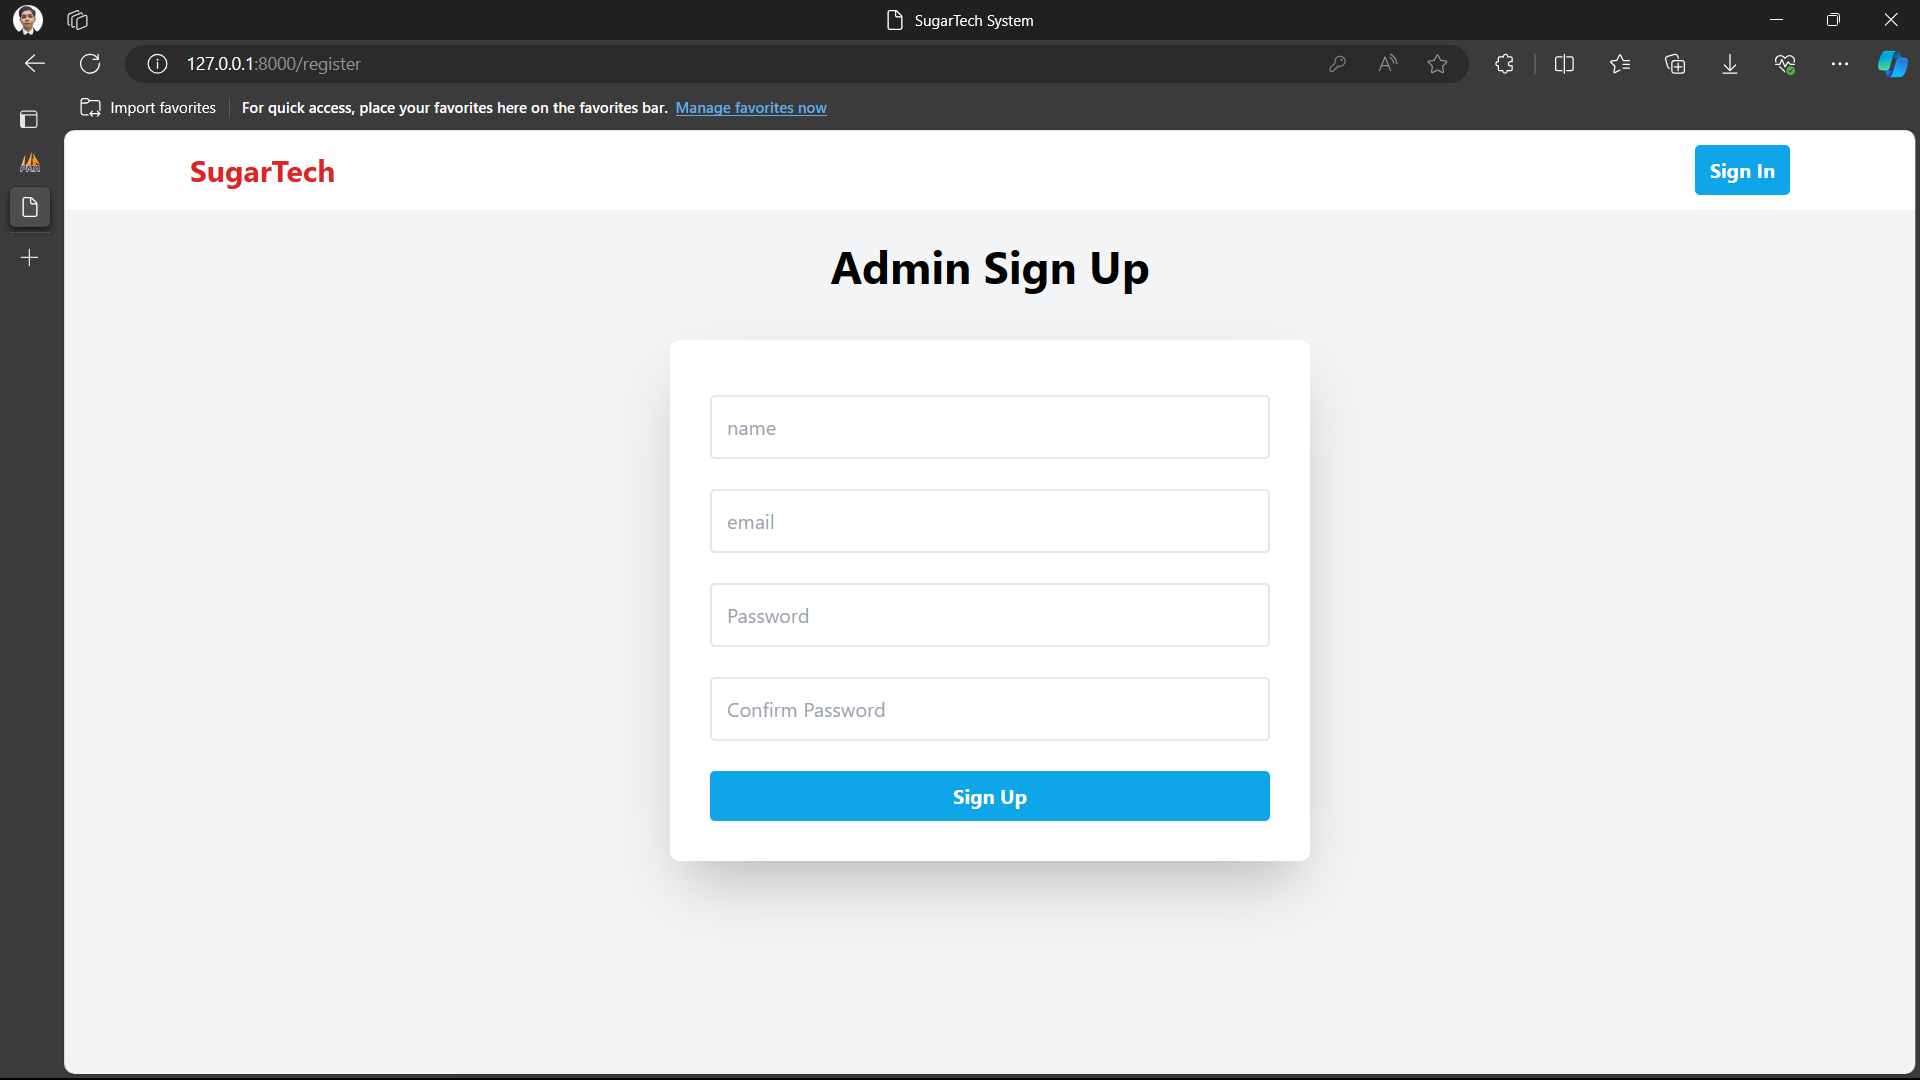 SugarTech System
127.0.0.1:8000/register
Import favorites
For quick access, place your favorites here on the favorites bar. Manage favorites now
PMA
SugarTech
Sign In
Admin Sign Up
name
email
Password
Confirm Password
Sign Up